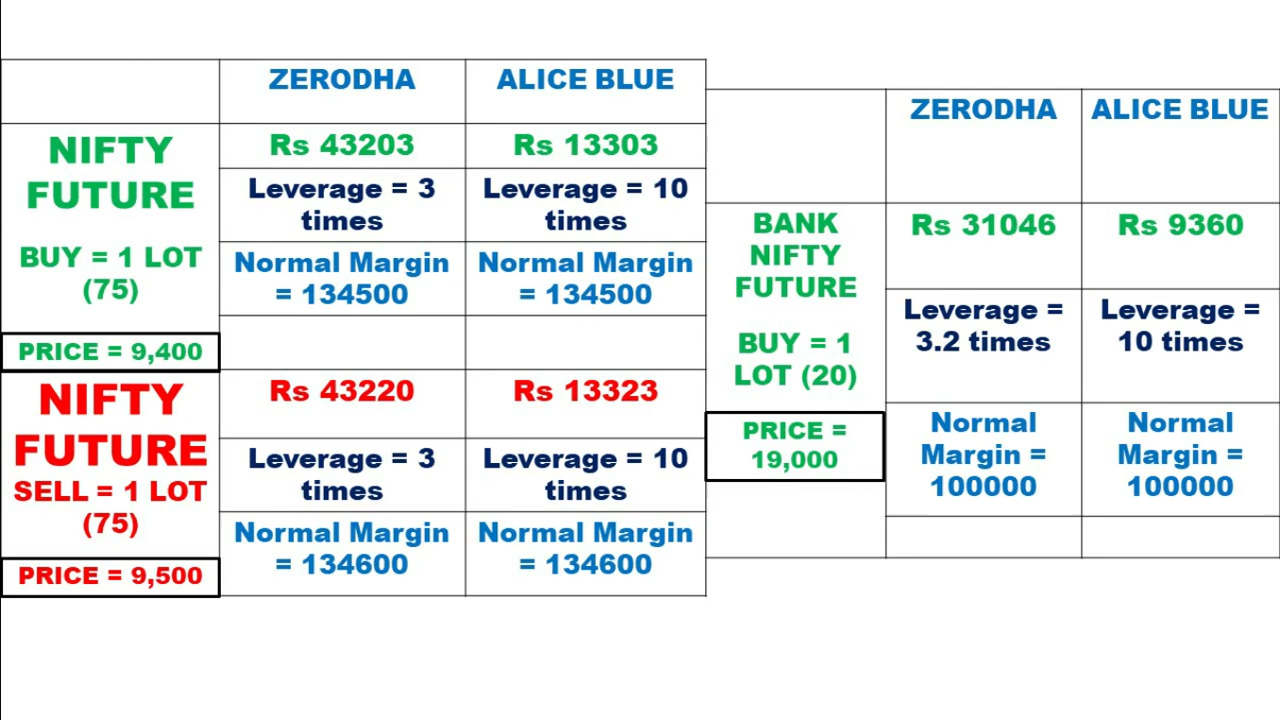 ZERODHA
ALICE BLUE
NIFTY
FUTURE
BUY = 1 LOT
(75)
PRICE = 9,400
Rs 43203
Rs 13303
Leverage = 3
times
Leverage = 10
times
Normal Margin
= 134500
Normal Margin
= 134500
NIFTY
FUTURE
SELL = 1 LOT
(75)
PRICE = 9,500
Rs 43220
Rs 13323
Leverage = 3
times
Leverage = 10
times
Normal Margin
= 134600
Normal Margin
= 134600
ZERODHA
ALICE BLUE
BANK
NIFTY
FUTURE
BUY = 1
LOT (20)
PRICE =
19,000
Rs 31046
Rs 9360
Leverage =
3.2 times
Leverage =
10 times
Normal
Margin =
100000
Normal
Margin =
100000